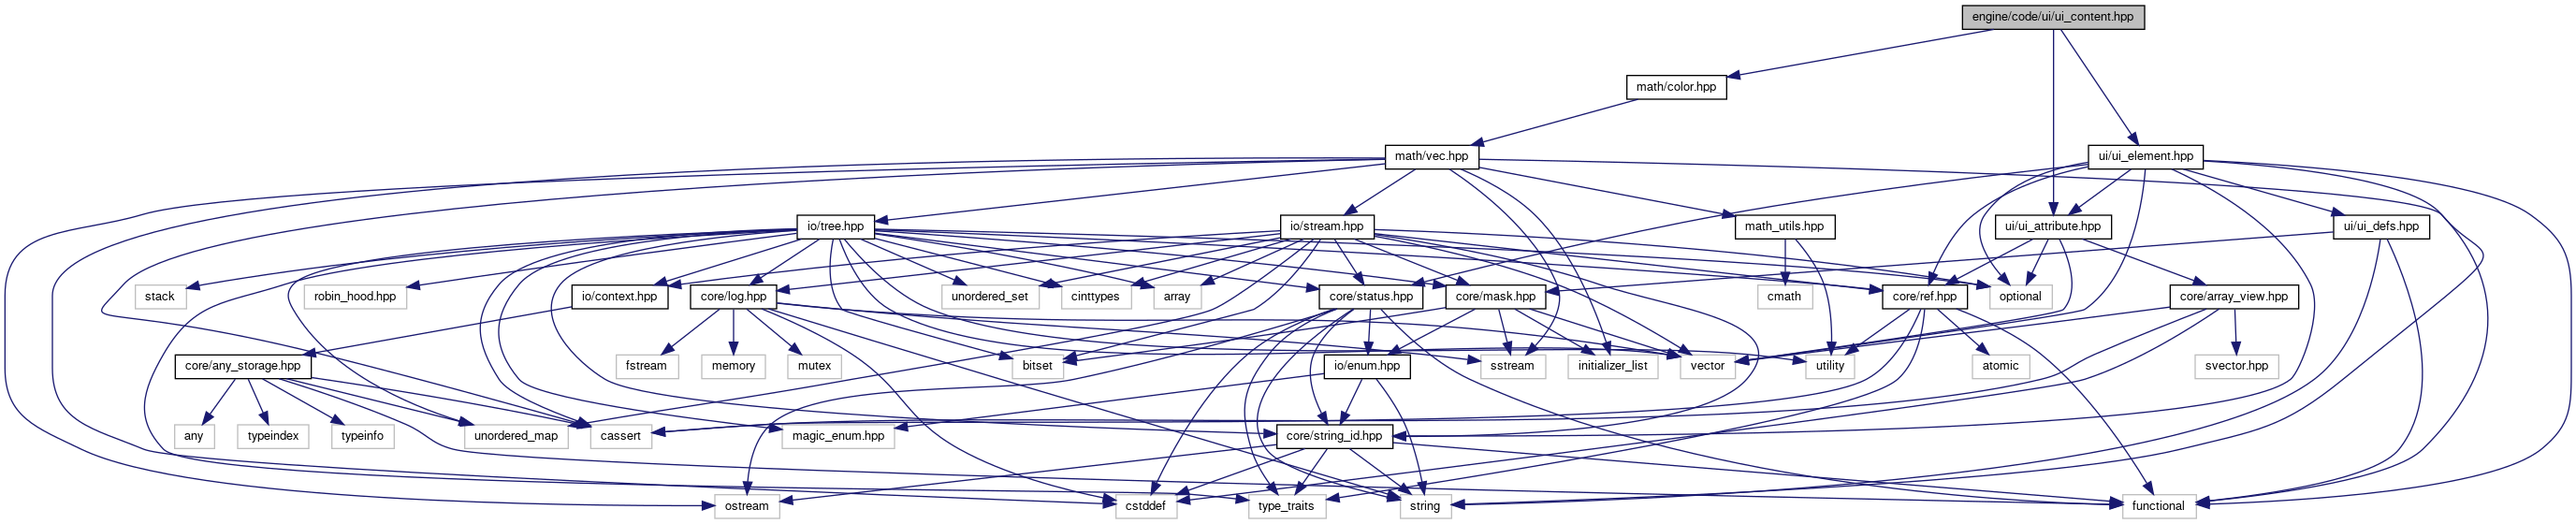 engine/code/ui/ui_content.hpp
math/color.hpp
math/vec.hpp
ui/ui_element.hpp
io/tree.hpp
io/stream.hpp
math_utils.hpp
ui/ui_attribute.hpp
ui/ui_defs.hpp
stack
robin_hood.hpp
io/context.hpp
core/log.hpp
unordered_set
cinttypes
array
core/status.hpp
core/mask.hpp
cmath
core/ref.hpp
optional
core/array_view.hpp
core/any_storage.hpp
fstream
memory
mutex
bitset
io/enum.hpp
sstream
initializer_list
vector
utility
atomic
svector.hpp
any
typeindex
typeinfo
unordered_map
cassert
magic_enum.hpp
core/string_id.hpp
ostream
cstddef
type_traits
string
functional